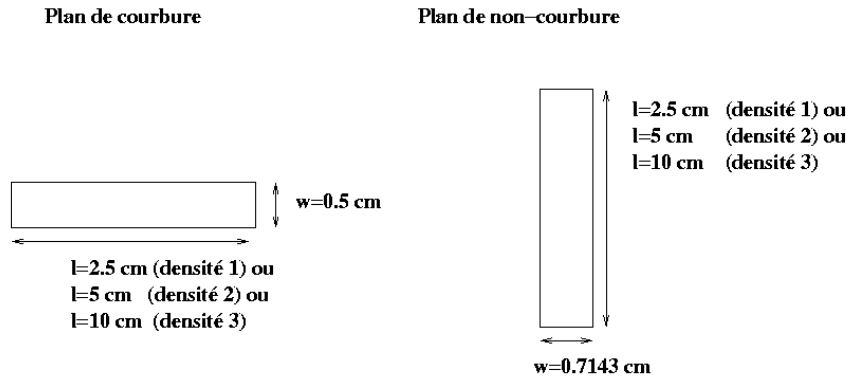 Plan de courbure
Plan de non–courbure
w=0.5 cm
l=2.5 cm (densité 1) ou
l=5 cm (densité 2) ou
l=10 cm (densité 3)
l=2.5 cm (densité 1) ou
l=5 cm (densité 2) ou
l=10 cm (densité 3)
w=0.7143 cm